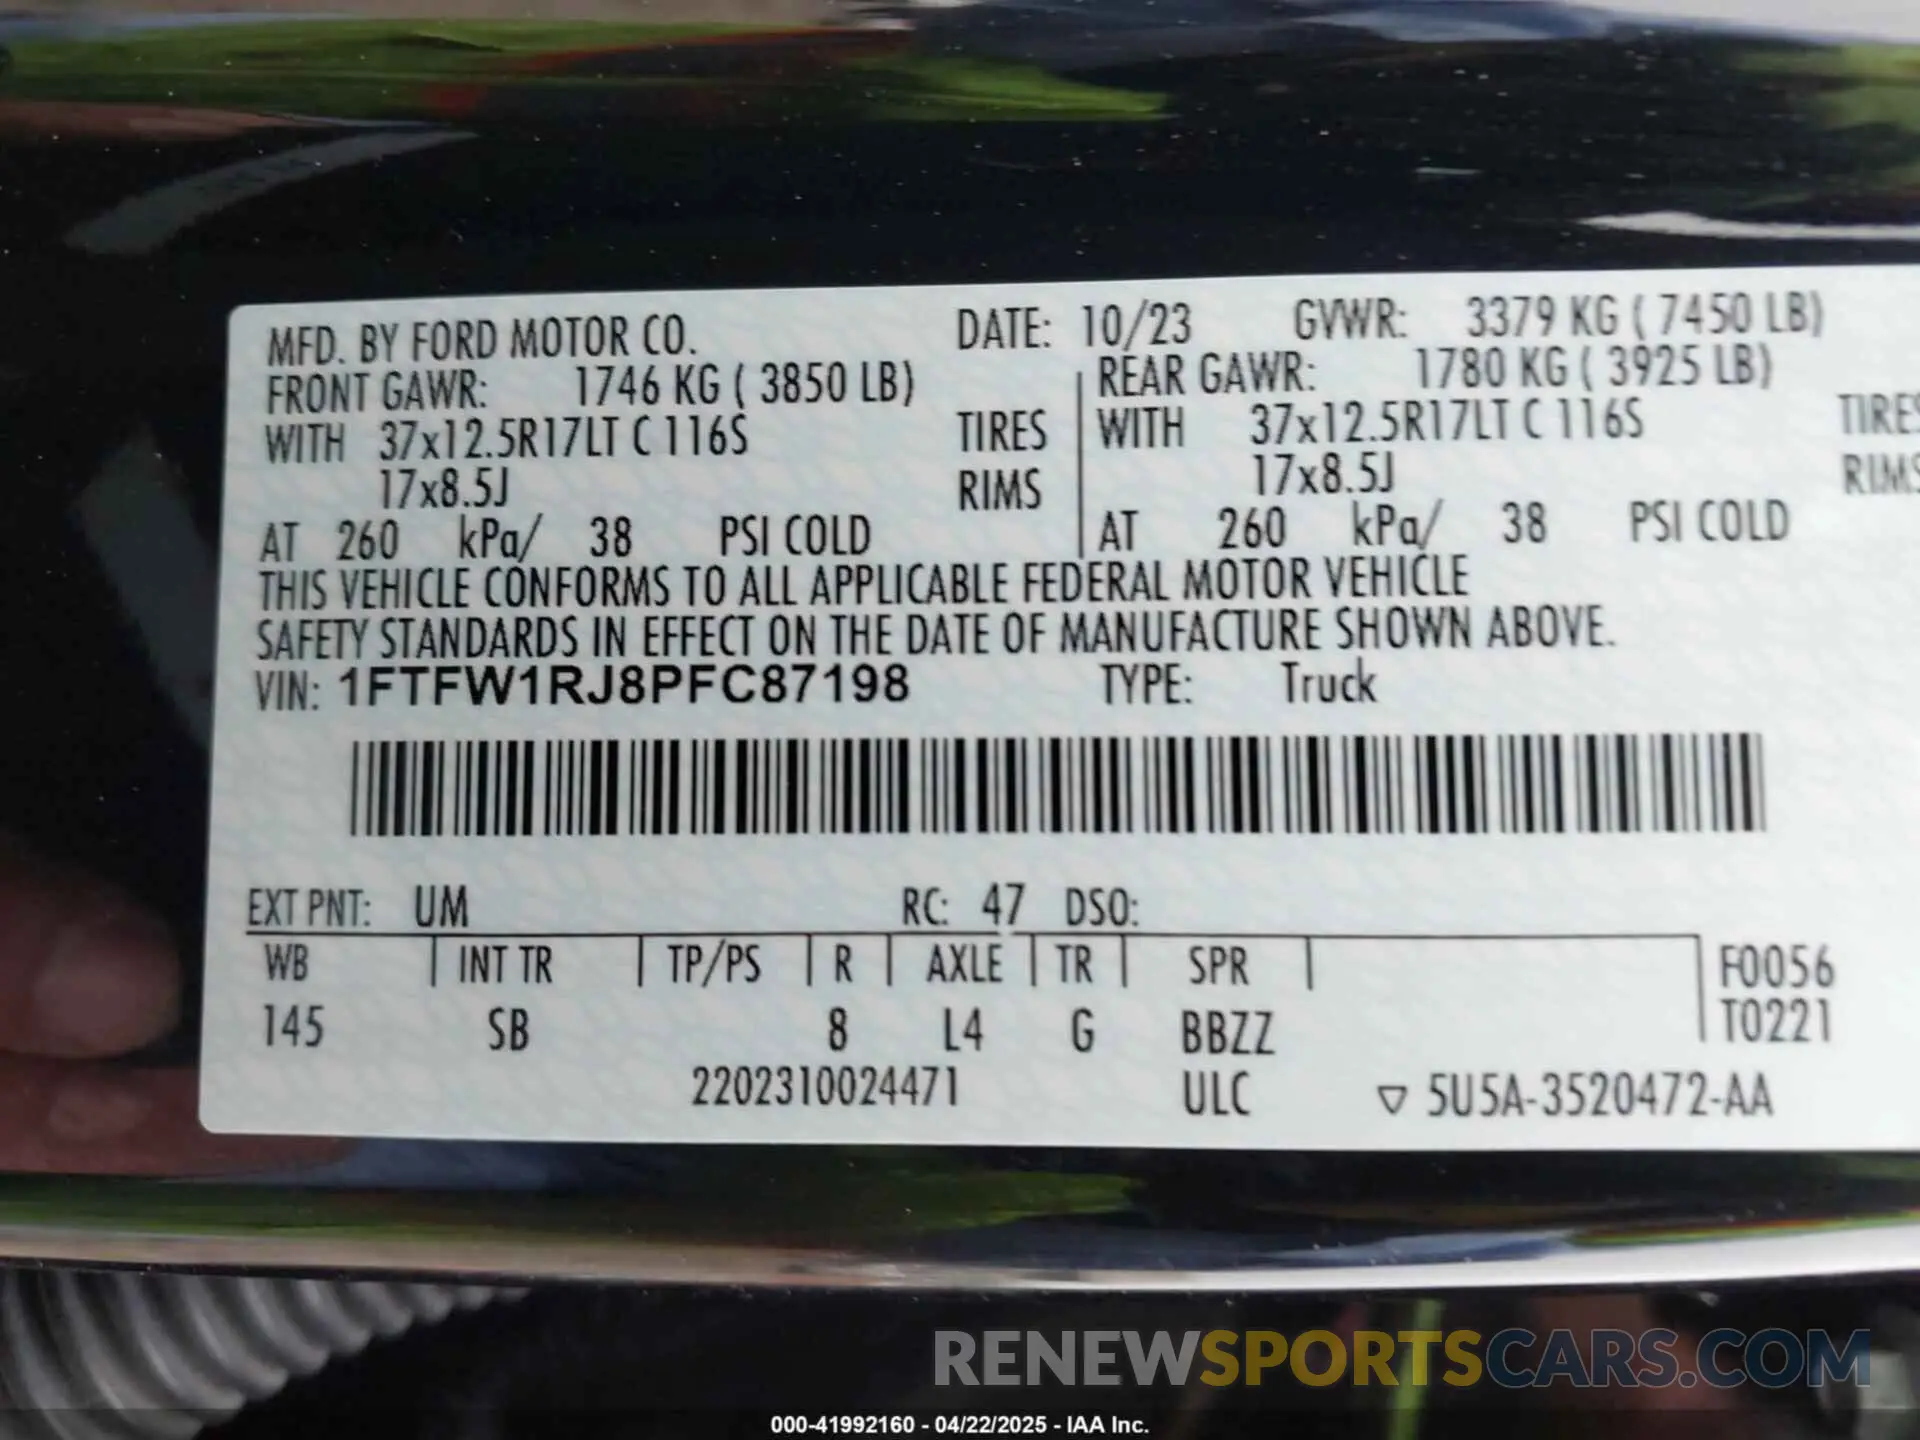 MFD. BY FORD MOTOR CO. DATE: 10/23 GVWR: 3379 KG ( 7450 LB)
FRONT GAWR: 1746 KG ( 3850 LB) REAR GAWR: 1780 KG ( 3925 LB)
WITH 37x12.5R17LT C 116S TIRES WITH 37x12.5R17LT C 116S TIRES
17x8.5J RIMS 17x8.5J RIMS
AT 260 kPa/ 38 PSI COLD AT 260 kPa/ 38 PSI COLD
THIS VEHICLE CONFORMS TO ALL APPLICABLE FEDERAL MOTOR VEHICLE
SAFETY STANDARDS IN EFFECT ON THE DATE OF MANUFACTURE SHOWN ABOVE.
VIN: 1FTFW1RJ8PFC87198 TYPE: Truck
EXT PNT: UM RC: 47 DSO:
WB INT TR TP/PS R AXLE TR SPR F0056
145 SB 8 L4 G BBZZ T0221
2202310024471 ULC ▽ 5U5A-3520472-AA
RENEWSPORTSCARS.COM
000-41992160 - 04/22/2025 - IAA Inc.